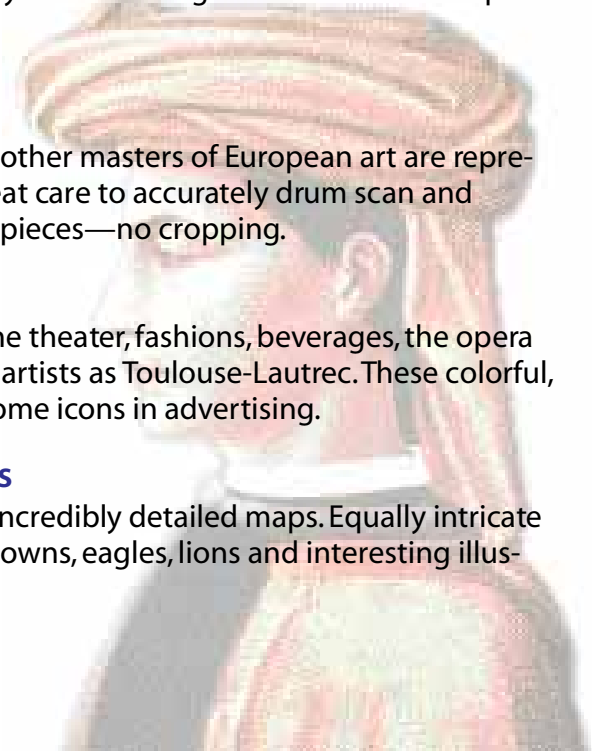 other masters of European art are repre-
eat care to accurately drum scan and
pieces—no cropping.
ne theater, fashions, beverages, the opera
artists as Toulouse-Lautrec. These colorful,
ome icons in advertising.
s
ncredibly detailed maps. Equally intricate
owns, eagles, lions and interesting illus-